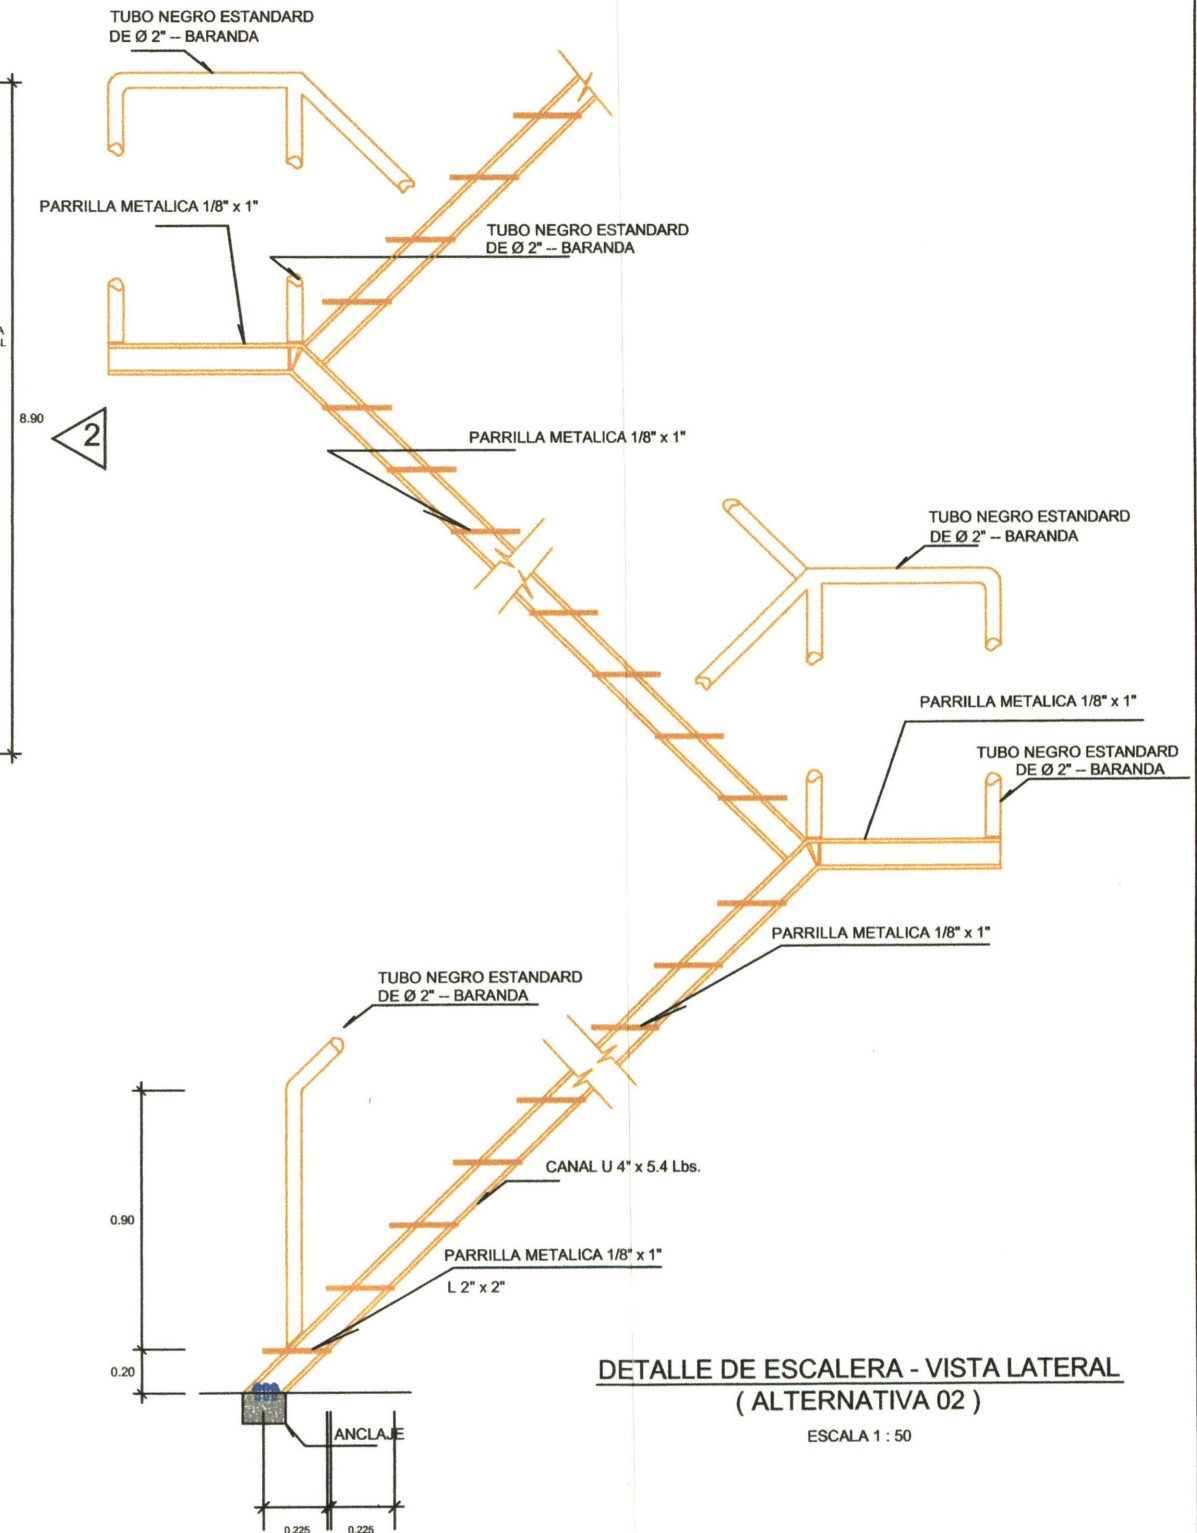 TUBO NEGRO ESTANDARD
DE Ø 2" -- BARANDA
PARRILLA METALICA 1/8" x 1"
TUBO NEGRO ESTANDARD
DE Ø 2" -- BARANDA
A
L
8.90
2
PARRILLA METALICA 1/8" x 1"
TUBO NEGRO ESTANDARD
DE Ø 2" -- BARANDA
PARRILLA METALICA 1/8" x 1"
TUBO NEGRO ESTANDARD
DE Ø 2" -- BARANDA
PARRILLA METALICA 1/8" x 1"
TUBO NEGRO ESTANDARD
DE Ø 2" -- BARANDA
CANAL U 4" x 5.4 Lbs.
0.90
PARRILLA METALICA 1/8" x 1"
L 2" x 2"
0.20
DETALLE DE ESCALERA - VISTA LATERAL
( ALTERNATIVA 02 )
ESCALA 1 : 50
ANCLAJE
0.225
0.225